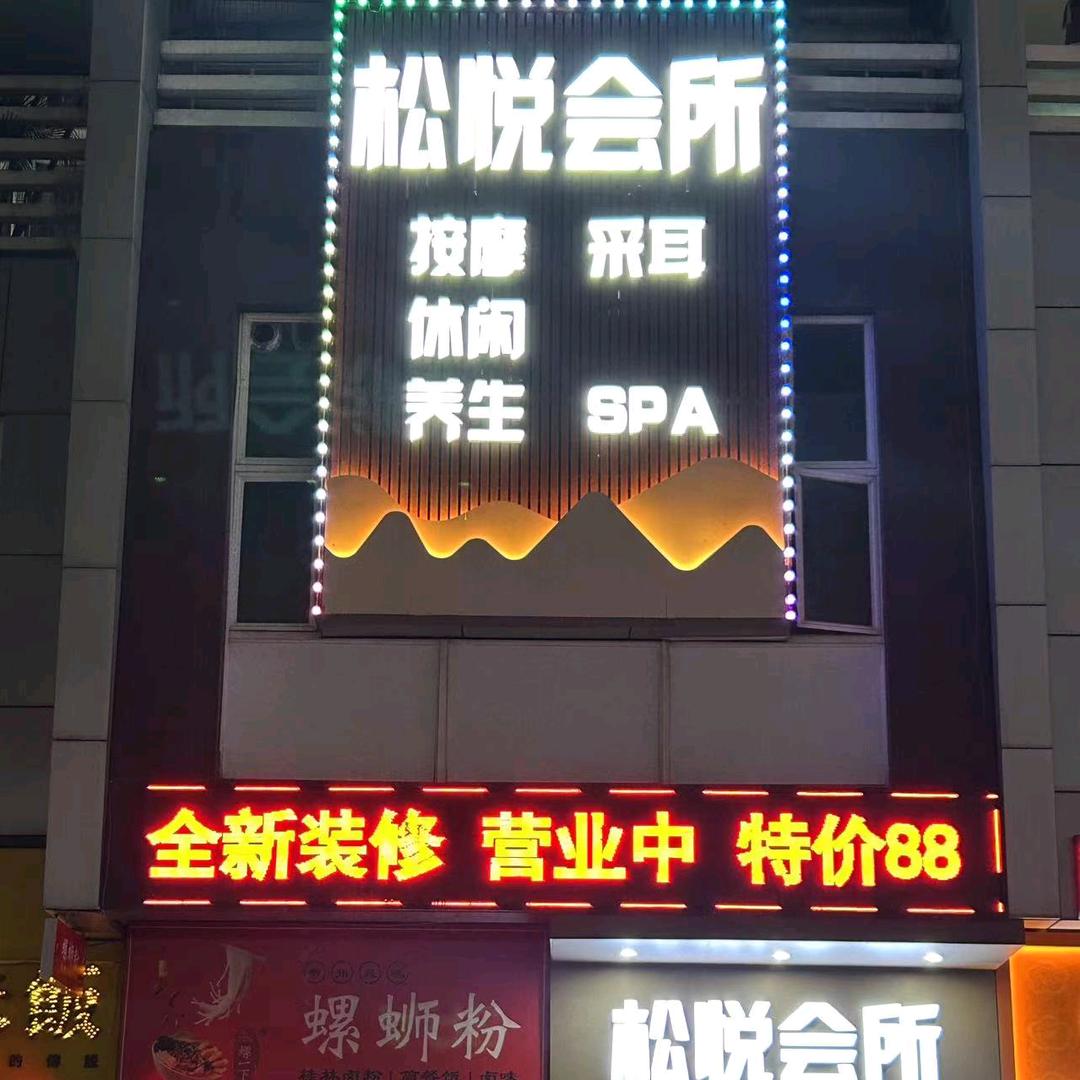 松悦会所
按摩 采耳
休闲
养生 SPA
全新装修 营业中 特价88
螺蛳粉
松悦会所